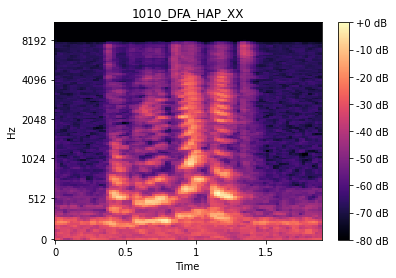 1010_DFA_HAP_XX
+0 dB
8192
-10 dB
4096
-20 dB
-30 dB
2048
Hz
-40 dB
1024
-50 dB
512
-60 dB
-70 dB
0
-80 dB
0 0.5 1 1.5
Time